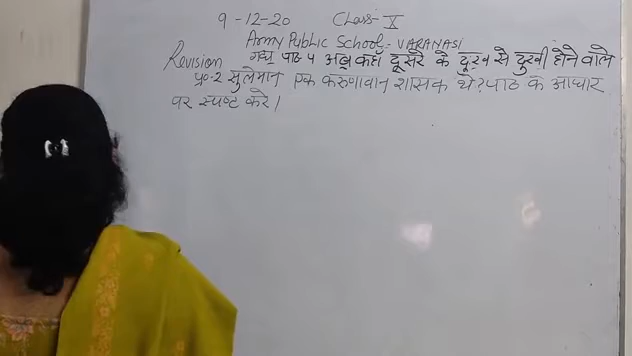 9-12-20 Class-X
Army Public School:- VARANASI
Revision गद्य पाठ 4 अब कहाँ दूसरे के दूःख से दुखी होने वाले
प्र०-2 सुलेमान एक करुणावान शासक थे? पाठ के आधार
पर स्पष्ट करे।